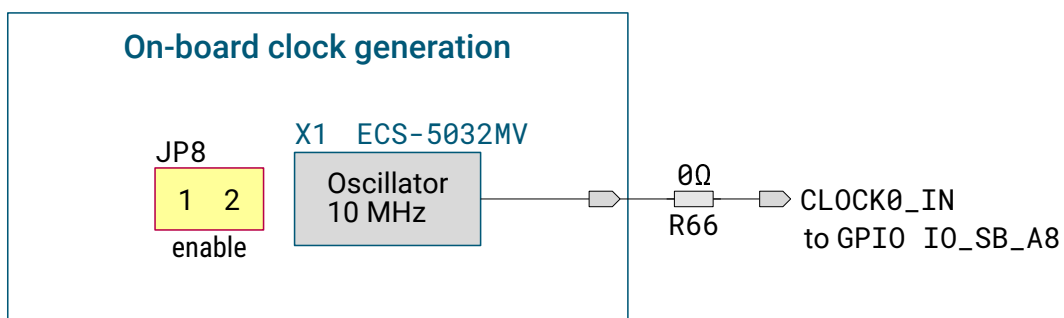 On-board clock generation
X1 ECS-5032MV
JP8
1 2
enable
Oscillator
10 MHz
0Ω
R66
CLOCK0_IN
to GPIO IO_SB_A8